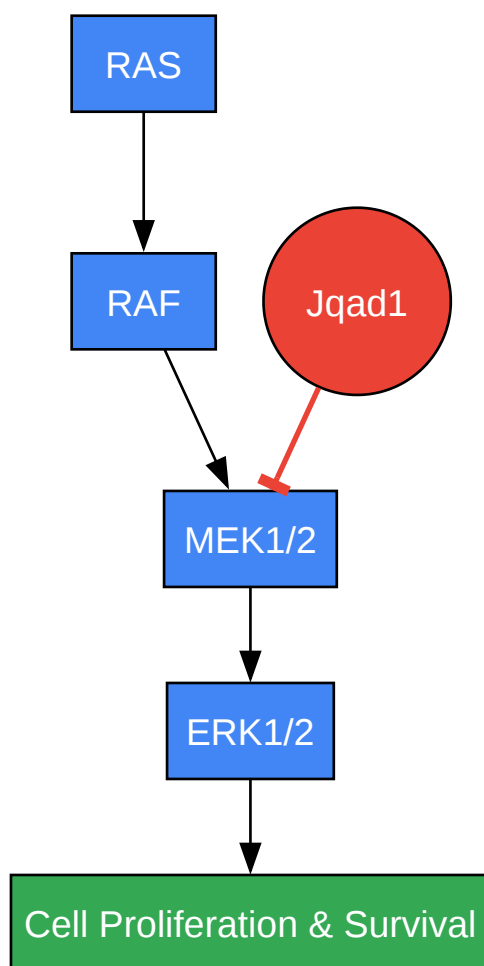 RAS
RAF
Jqad1
MEK1/2
ERK1/2
Cell Proliferation & Survival